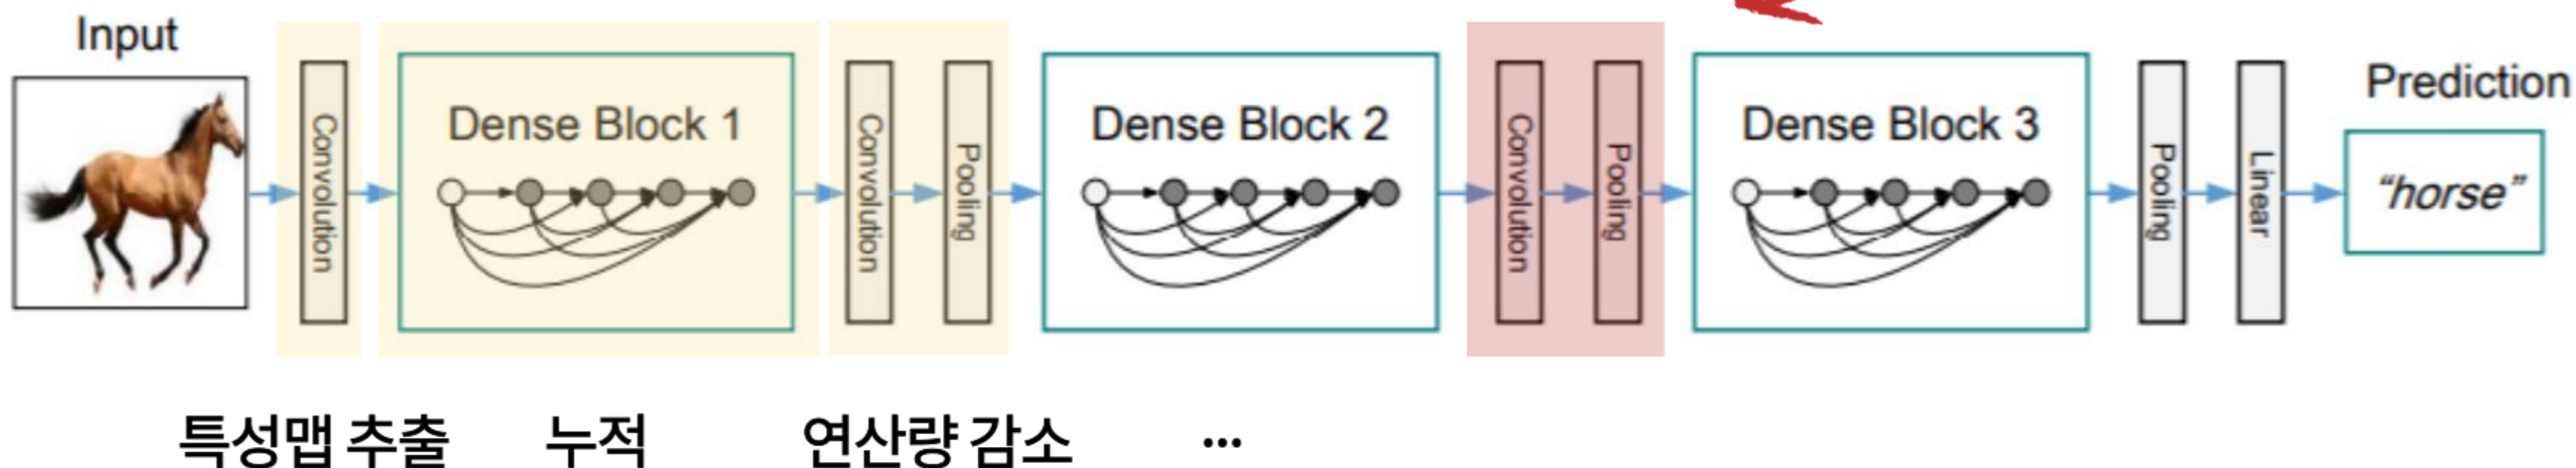 Input
Convolution
Dense Block 1
Convolution
Pooling
Dense Block 2
Convolution
Pooling
Dense Block 3
Pooling
Linear
Prediction
“horse”
특성맵 추출 누적 연산량 감소 ...